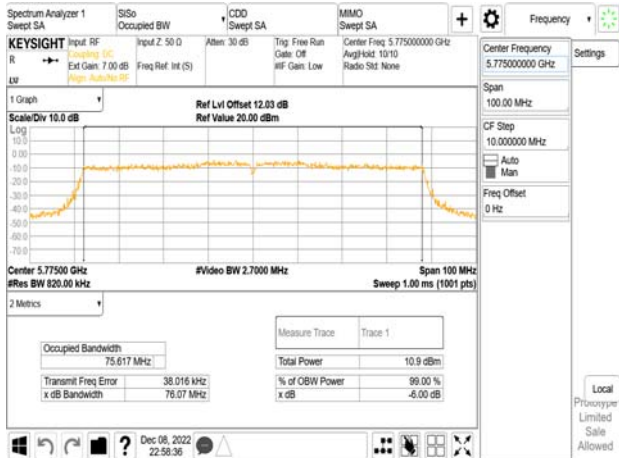 Spectrum Analyzer 1
Swept SA
SiSo
Occupied BW
CDD
Swept SA
MIMO
Swept SA
+
Frequency
KEYSIGHT
R
LXI
Input: RF
Coupling: DC
Ext Gain: 7.00 dB
Align: Auto/No RF
Input Z: 50 Ω
Freq Ref: Int (S)
Atten: 30 dB
Trig: Free Run
Gate: Off
#IF Gain: Low
Center Freq: 5.775000000 GHz
Avg|Hold: 10/10
Radio Std: None
Center Frequency
5.775000000 GHz
Settings
Span
100.00 MHz
CF Step
10.000000 MHz
Auto
Man
Freq Offset
0 Hz
1 Graph
Scale/Div 10.0 dB
Ref Lvl Offset 12.03 dB
Ref Value 20.00 dBm
Log
10.0
0.00
-10.0
-20.0
-30.0
-40.0
-50.0
-60.0
-70.0
Center 5.77500 GHz
#Video BW 2.7000 MHz
Span 100 MHz
#Res BW 820.00 kHz
Sweep 1.00 ms (1001 pts)
2 Metrics
Measure Trace
Trace 1
Occupied Bandwidth
75.617 MHz
Total Power
10.9 dBm
Transmit Freq Error
38.016 kHz
% of OBW Power
99.00 %
x dB Bandwidth
76.07 MHz
x dB
-6.00 dB
Local
Prototype
Limited
Sale
Allowed
?
Dec 08, 2022
22:58:36